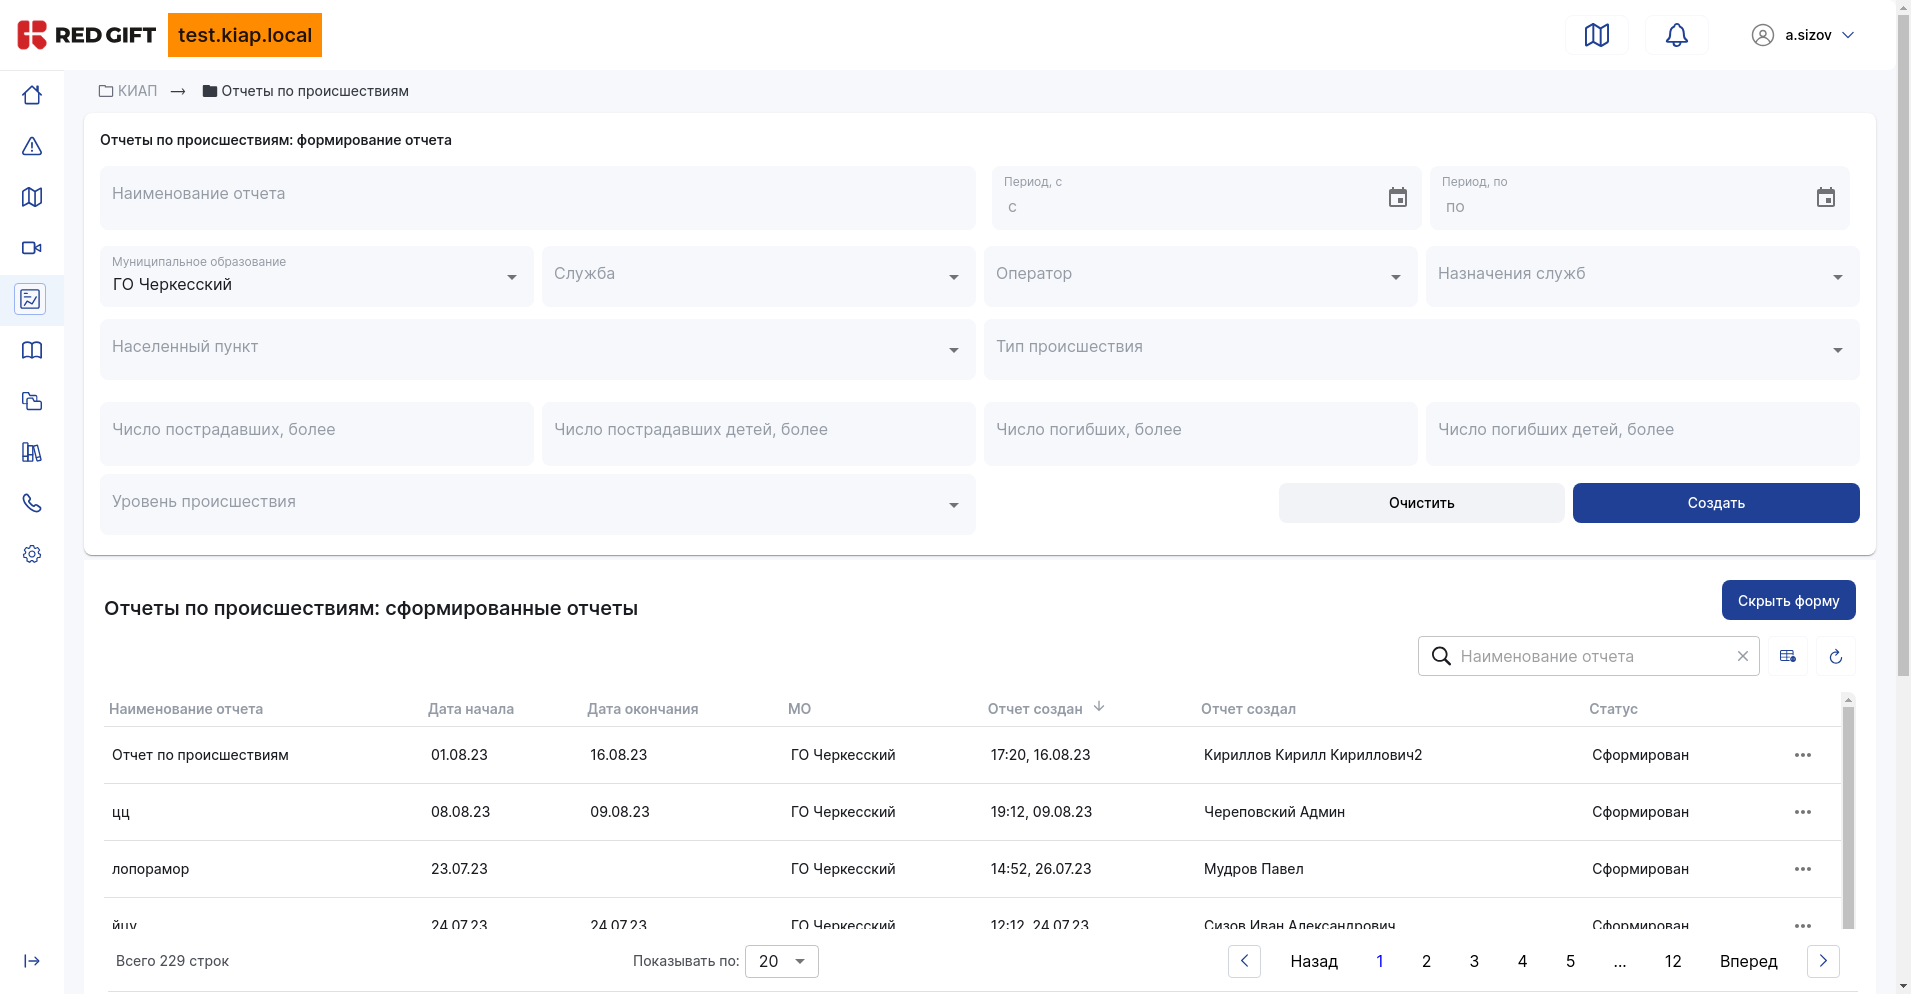 RED GIFT
test.kiap.local
a.sizov
КИАП → Отчеты по происшествиям
Отчеты по происшествиям: формирование отчета
Наименование отчета
Период, с
с
Период, по
по
Муниципальное образование
ГО Черкесский
Служба
Оператор
Назначения служб
Населенный пункт
Тип происшествия
Число пострадавших, более
Число пострадавших детей, более
Число погибших, более
Число погибших детей, более
Уровень происшествия
Очистить
Создать
Отчеты по происшествиям: сформированные отчеты
Скрыть форму
Наименование отчета
Наименование отчета Дата начала Дата окончания МО Отчет создан Отчет создал Статус
Отчет по происшествиям 01.08.23 16.08.23 ГО Черкесский 17:20, 16.08.23 Кириллов Кирилл Кириллович2 Сформирован
цц 08.08.23 09.08.23 ГО Черкесский 19:12, 09.08.23 Череповский Админ Сформирован
лопорамор 23.07.23 ГО Черкесский 14:52, 26.07.23 Мудров Павел Сформирован
йцу 24.07.23 24.07.23 ГО Черкесский 12:12, 24.07.23 Сизов Иван Александрович Сформирован
Всего 229 строк
Показывать по: 20
Назад 1 2 3 4 5 ... 12 Вперед